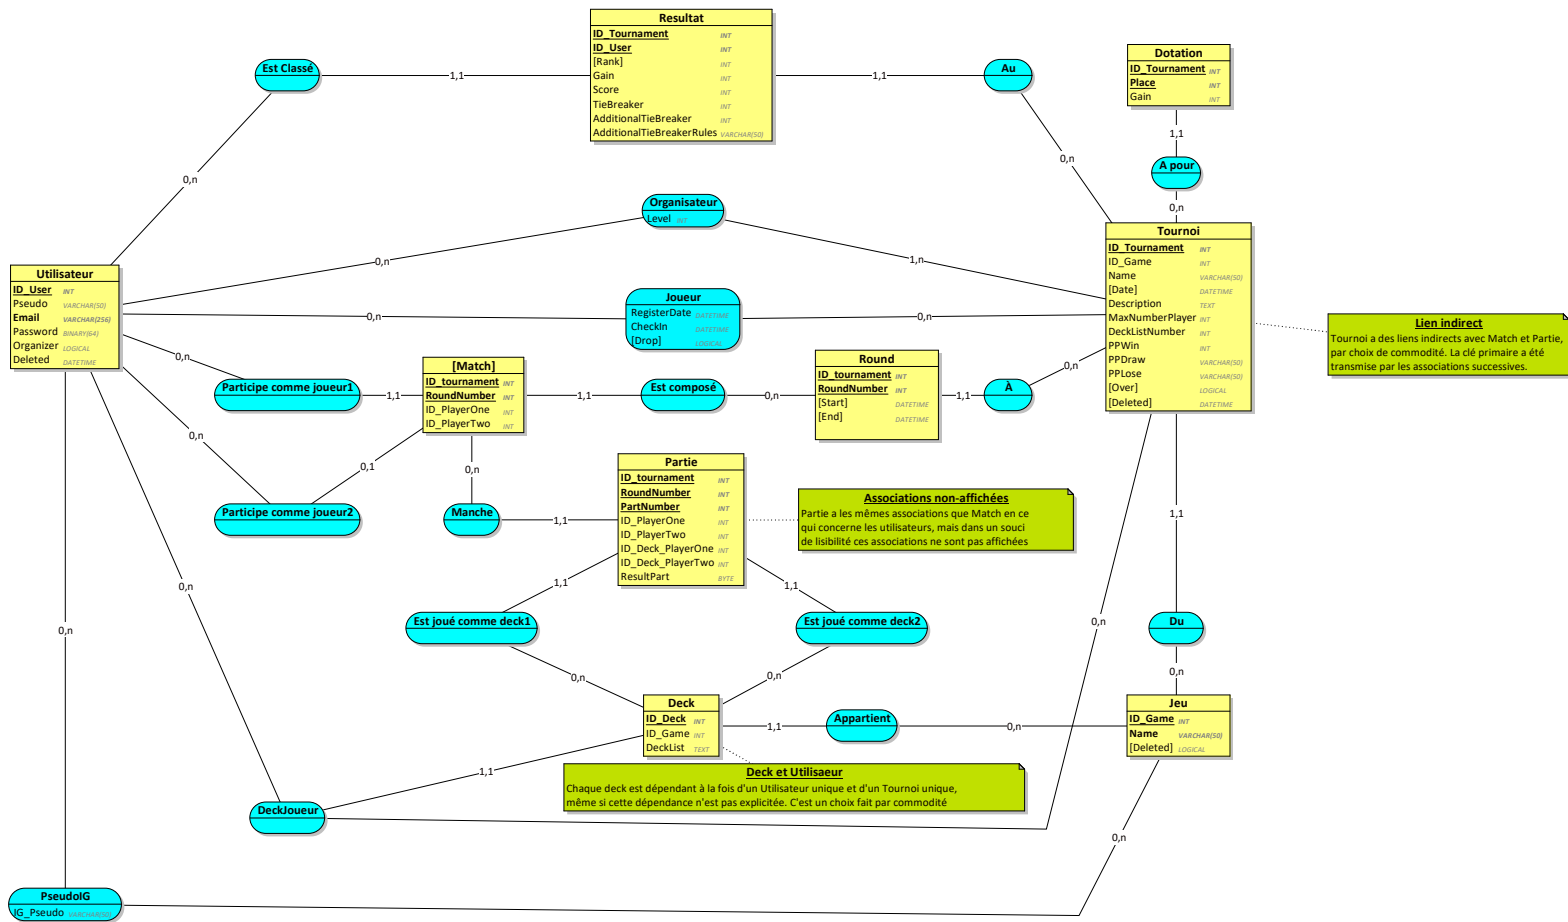 Resultat
ID_Tournament INT
ID_User INT
[Rank] INT
Gain INT
Score INT
TieBreaker INT
AdditionalTieBreaker INT
AdditionalTieBreakerRules VARCHAR(50)
Est Classé
1,1
1,1
Au
0,n
0,n
Dotation
ID_Tournament INT
Place INT
Gain INT
1,1
A pour
0,n
Organisateur
Level INT
0,n
1,n
Utilisateur
ID_User INT
Pseudo VARCHAR(50)
Email VARCHAR(256)
Password BINARY(64)
Organizer LOGICAL
Deleted DATETIME
Joueur
RegisterDate DATETIME
CheckIn DATETIME
[Drop] LOGICAL
0,n
0,n
Tournoi
ID_Tournament INT
ID_Game INT
Name VARCHAR(50)
[Date] DATETIME
Description TEXT
MaxNumberPlayer INT
DeckListNumber INT
PPWin INT
PPDraw VARCHAR(50)
PPLose VARCHAR(50)
[Over] LOGICAL
[Deleted] DATETIME
Lien indirect
Tournoi a des liens indirects avec Match et Partie,
par choix de commodité. La clé primaire a été
transmise par les associations successives.
0,n
Participe comme joueur1
1,1
[Match]
ID_tournament INT
RoundNumber INT
ID_PlayerOne INT
ID_PlayerTwo INT
1,1
Est composé
0,n
Round
ID_tournament INT
RoundNumber INT
[Start] DATETIME
[End] DATETIME
1,1
À
0,n
0,n
0,1
Participe comme joueur2
0,n
Manche
1,1
Partie
ID_tournament INT
RoundNumber INT
PartNumber INT
ID_PlayerOne INT
ID_PlayerTwo INT
ID_Deck_PlayerOne INT
ID_Deck_PlayerTwo INT
ResultPart BYTE
Associations non-affichées
Partie a les mêmes associations que Match en ce
qui concerne les utilisateurs, mais dans un souci
de lisibilité ces associations ne sont pas affichées
1,1
0,n
1,1
1,1
0,n
0,n
Est joué comme deck1
Est joué comme deck2
Du
0,n
0,n
0,n
Deck
ID_Deck INT
ID_Game INT
DeckList TEXT
1,1
Appartient
0,n
Jeu
ID_Game INT
Name VARCHAR(50)
[Deleted] LOGICAL
1,1
Deck et Utilisaeur
Chaque deck est dépendant à la fois d'un Utilisateur unique et d'un Tournoi unique,
même si cette dépendance n'est pas explicitée. C'est un choix fait par commodité
DeckJoueur
0,n
PseudoIG
IG_Pseudo VARCHAR(50)